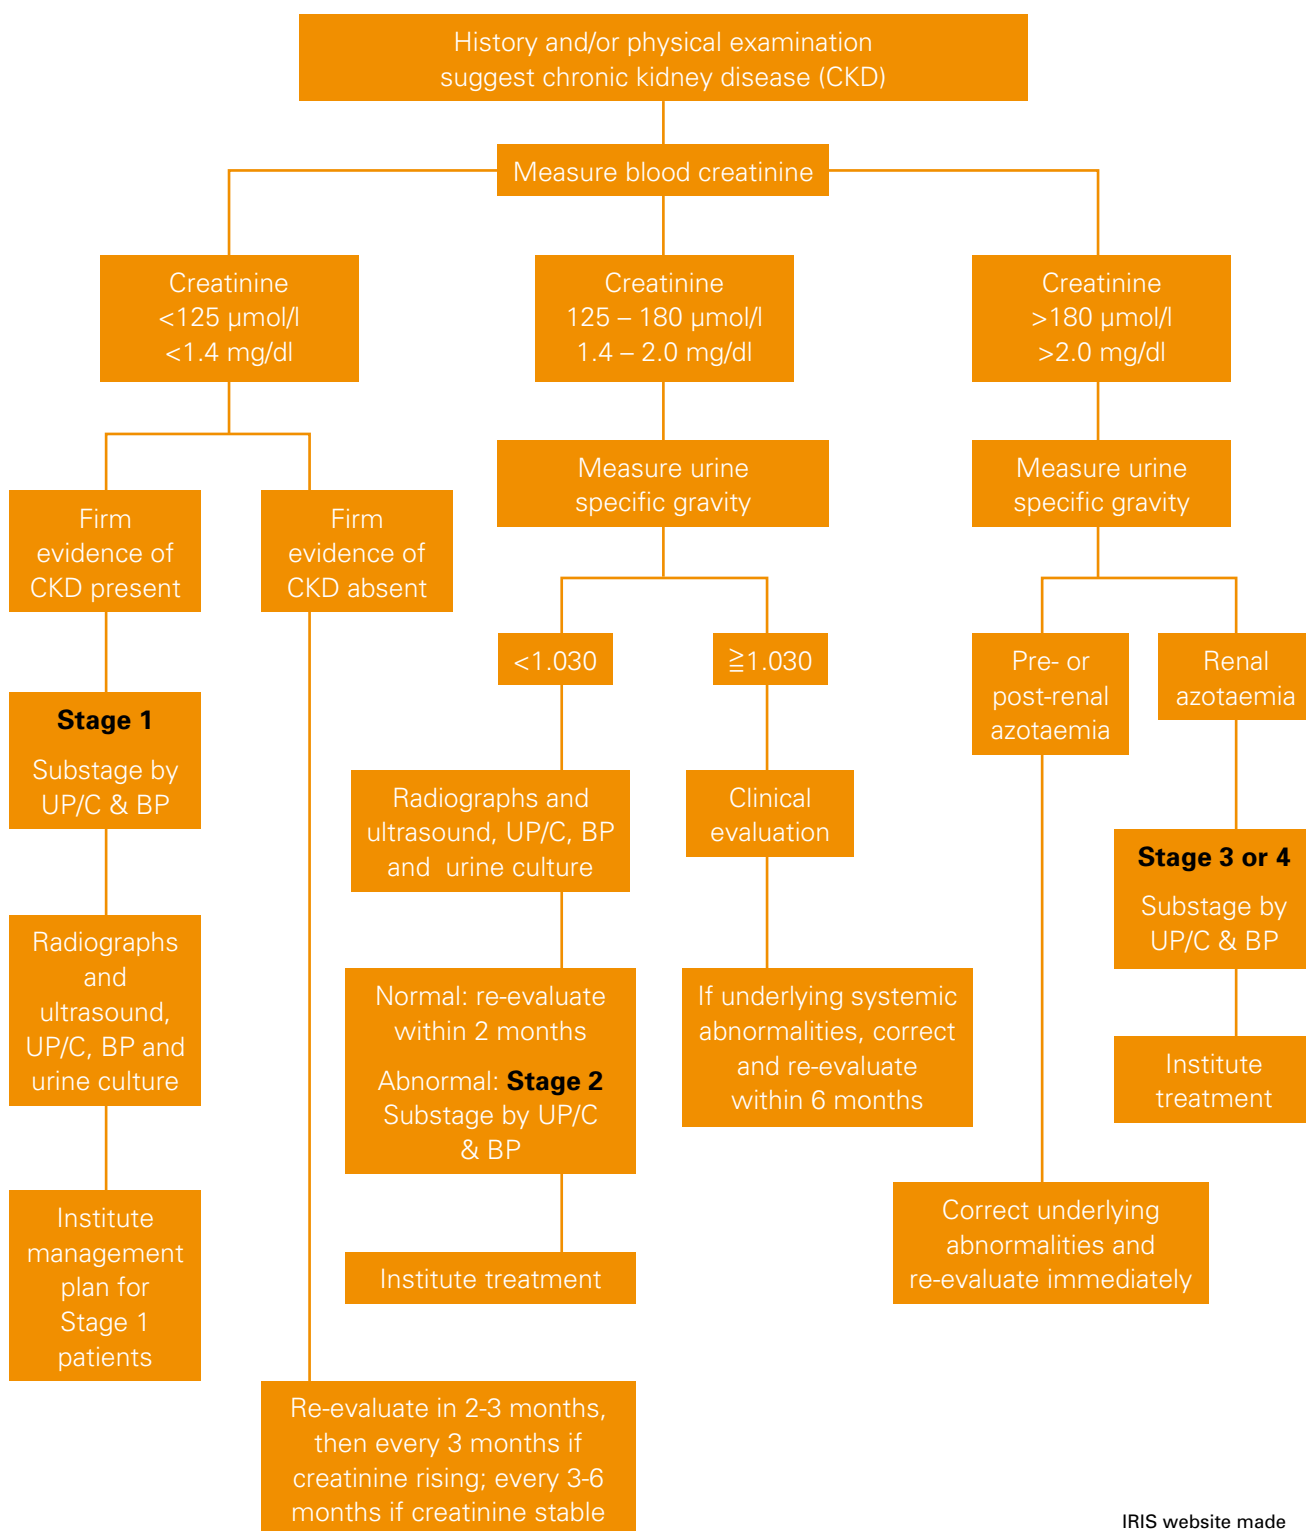 History and/or physical examination
suggest chronic kidney disease (CKD)
Measure blood creatinine
Creatinine
<125 µmol/l
<1.4 mg/dl
Creatinine
125 – 180 µmol/l
1.4 – 2.0 mg/dl
Creatinine
>180 µmol/l
>2.0 mg/dl
Firm
evidence of
CKD present
Firm
evidence of
CKD absent
Measure urine
specific gravity
Measure urine
specific gravity
<1.030
≧1.030
Pre- or
post-renal
azotaemia
Renal
azotaemia
Stage 1
Substage by
UP/C & BP
Radiographs and
ultrasound, UP/C, BP
and urine culture
Clinical
evaluation
Stage 3 or 4
Substage by
UP/C & BP
Radiographs
and
ultrasound,
UP/C, BP and
urine culture
Normal: re-evaluate
within 2 months
Abnormal: Stage 2
Substage by UP/C
& BP
If underlying systemic
abnormalities, correct
and re-evaluate
within 6 months
Institute
treatment
Institute
management
plan for
Stage 1
patients
Institute treatment
Correct underlying
abnormalities and
re-evaluate immediately
Re-evaluate in 2-3 months,
then every 3 months if
creatinine rising; every 3-6
months if creatinine stable
IRIS website made